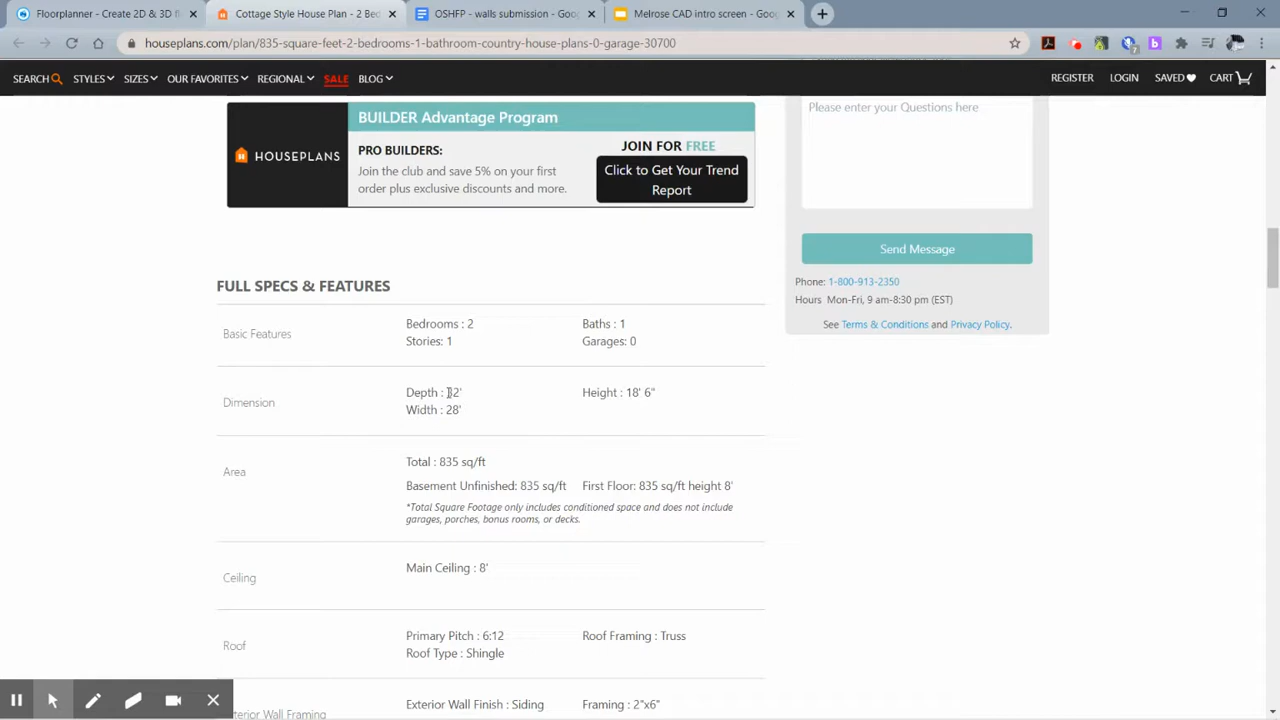 Floorplanner - Create 2D & 3D fl
Cottage Style House Plan - 2 Bed
OSHFP - walls submission - Goog
Melrose CAD intro screen - Goog
houseplans.com/plan/835-square-feet-2-bedrooms-1-bathroom-country-house-plans-0-garage-30700
SEARCH STYLES SIZES OUR FAVORITES REGIONAL SALE BLOG REGISTER LOGIN SAVED CART
Please enter your Questions here
BUILDER Advantage Program
HOUSEPLANS
PRO BUILDERS:
Join the club and save 5% on your first
order plus exclusive discounts and more.
JOIN FOR FREE
Click to Get Your Trend
Report
Send Message
Phone: 1-800-913-2350
Hours Mon-Fri, 9 am-8:30 pm (EST)
See Terms & Conditions and Privacy Policy.
FULL SPECS & FEATURES
Basic Features
Bedrooms : 2 Baths : 1
Stories: 1 Garages: 0
Dimension
Depth : 32' Height : 18' 6"
Width : 28'
Area
Total : 835 sq/ft
Basement Unfinished: 835 sq/ft First Floor: 835 sq/ft height 8'
*Total Square Footage only includes conditioned space and does not include
garages, porches, bonus rooms, or decks.
Ceiling
Main Ceiling : 8'
Roof
Primary Pitch : 6:12 Roof Framing : Truss
Roof Type : Shingle
Exterior Wall Finish : Siding Framing : 2"x6"
terior Wall Framing